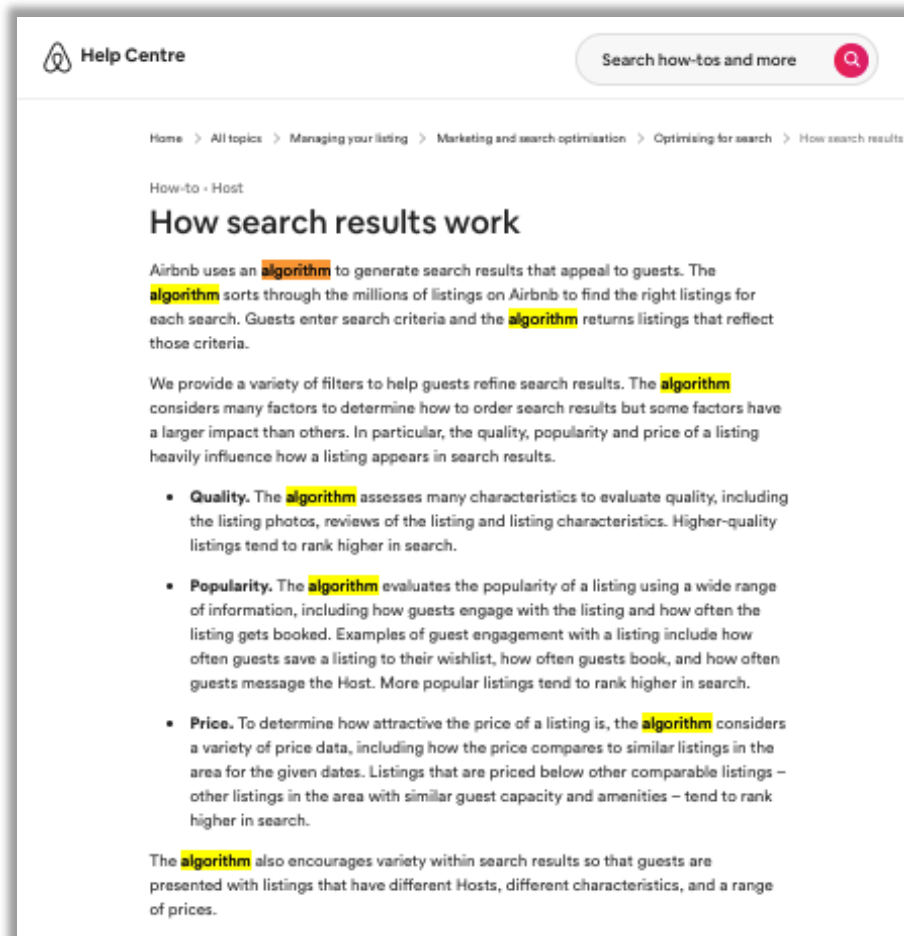 Help Centre
Search how-tos and more
Home > All topics > Managing your listing > Marketing and search optimisation > Optimising for search > How search results
How-to • Host
How search results work
Airbnb uses an algorithm to generate search results that appeal to guests. The
algorithm sorts through the millions of listings on Airbnb to find the right listings for
each search. Guests enter search criteria and the algorithm returns listings that reflect
those criteria.
We provide a variety of filters to help guests refine search results. The algorithm
considers many factors to determine how to order search results but some factors have
a larger impact than others. In particular, the quality, popularity and price of a listing
heavily influence how a listing appears in search results.
• Quality. The algorithm assesses many characteristics to evaluate quality, including
the listing photos, reviews of the listing and listing characteristics. Higher-quality
listings tend to rank higher in search.
• Popularity. The algorithm evaluates the popularity of a listing using a wide range
of information, including how guests engage with the listing and how often the
listing gets booked. Examples of guest engagement with a listing include how
often guests save a listing to their wishlist, how often guests book, and how often
guests message the Host. More popular listings tend to rank higher in search.
• Price. To determine how attractive the price of a listing is, the algorithm considers
a variety of price data, including how the price compares to similar listings in the
area for the given dates. Listings that are priced below other comparable listings –
other listings in the area with similar guest capacity and amenities – tend to rank
higher in search.
The algorithm also encourages variety within search results so that guests are
presented with listings that have different Hosts, different characteristics, and a range
of prices.